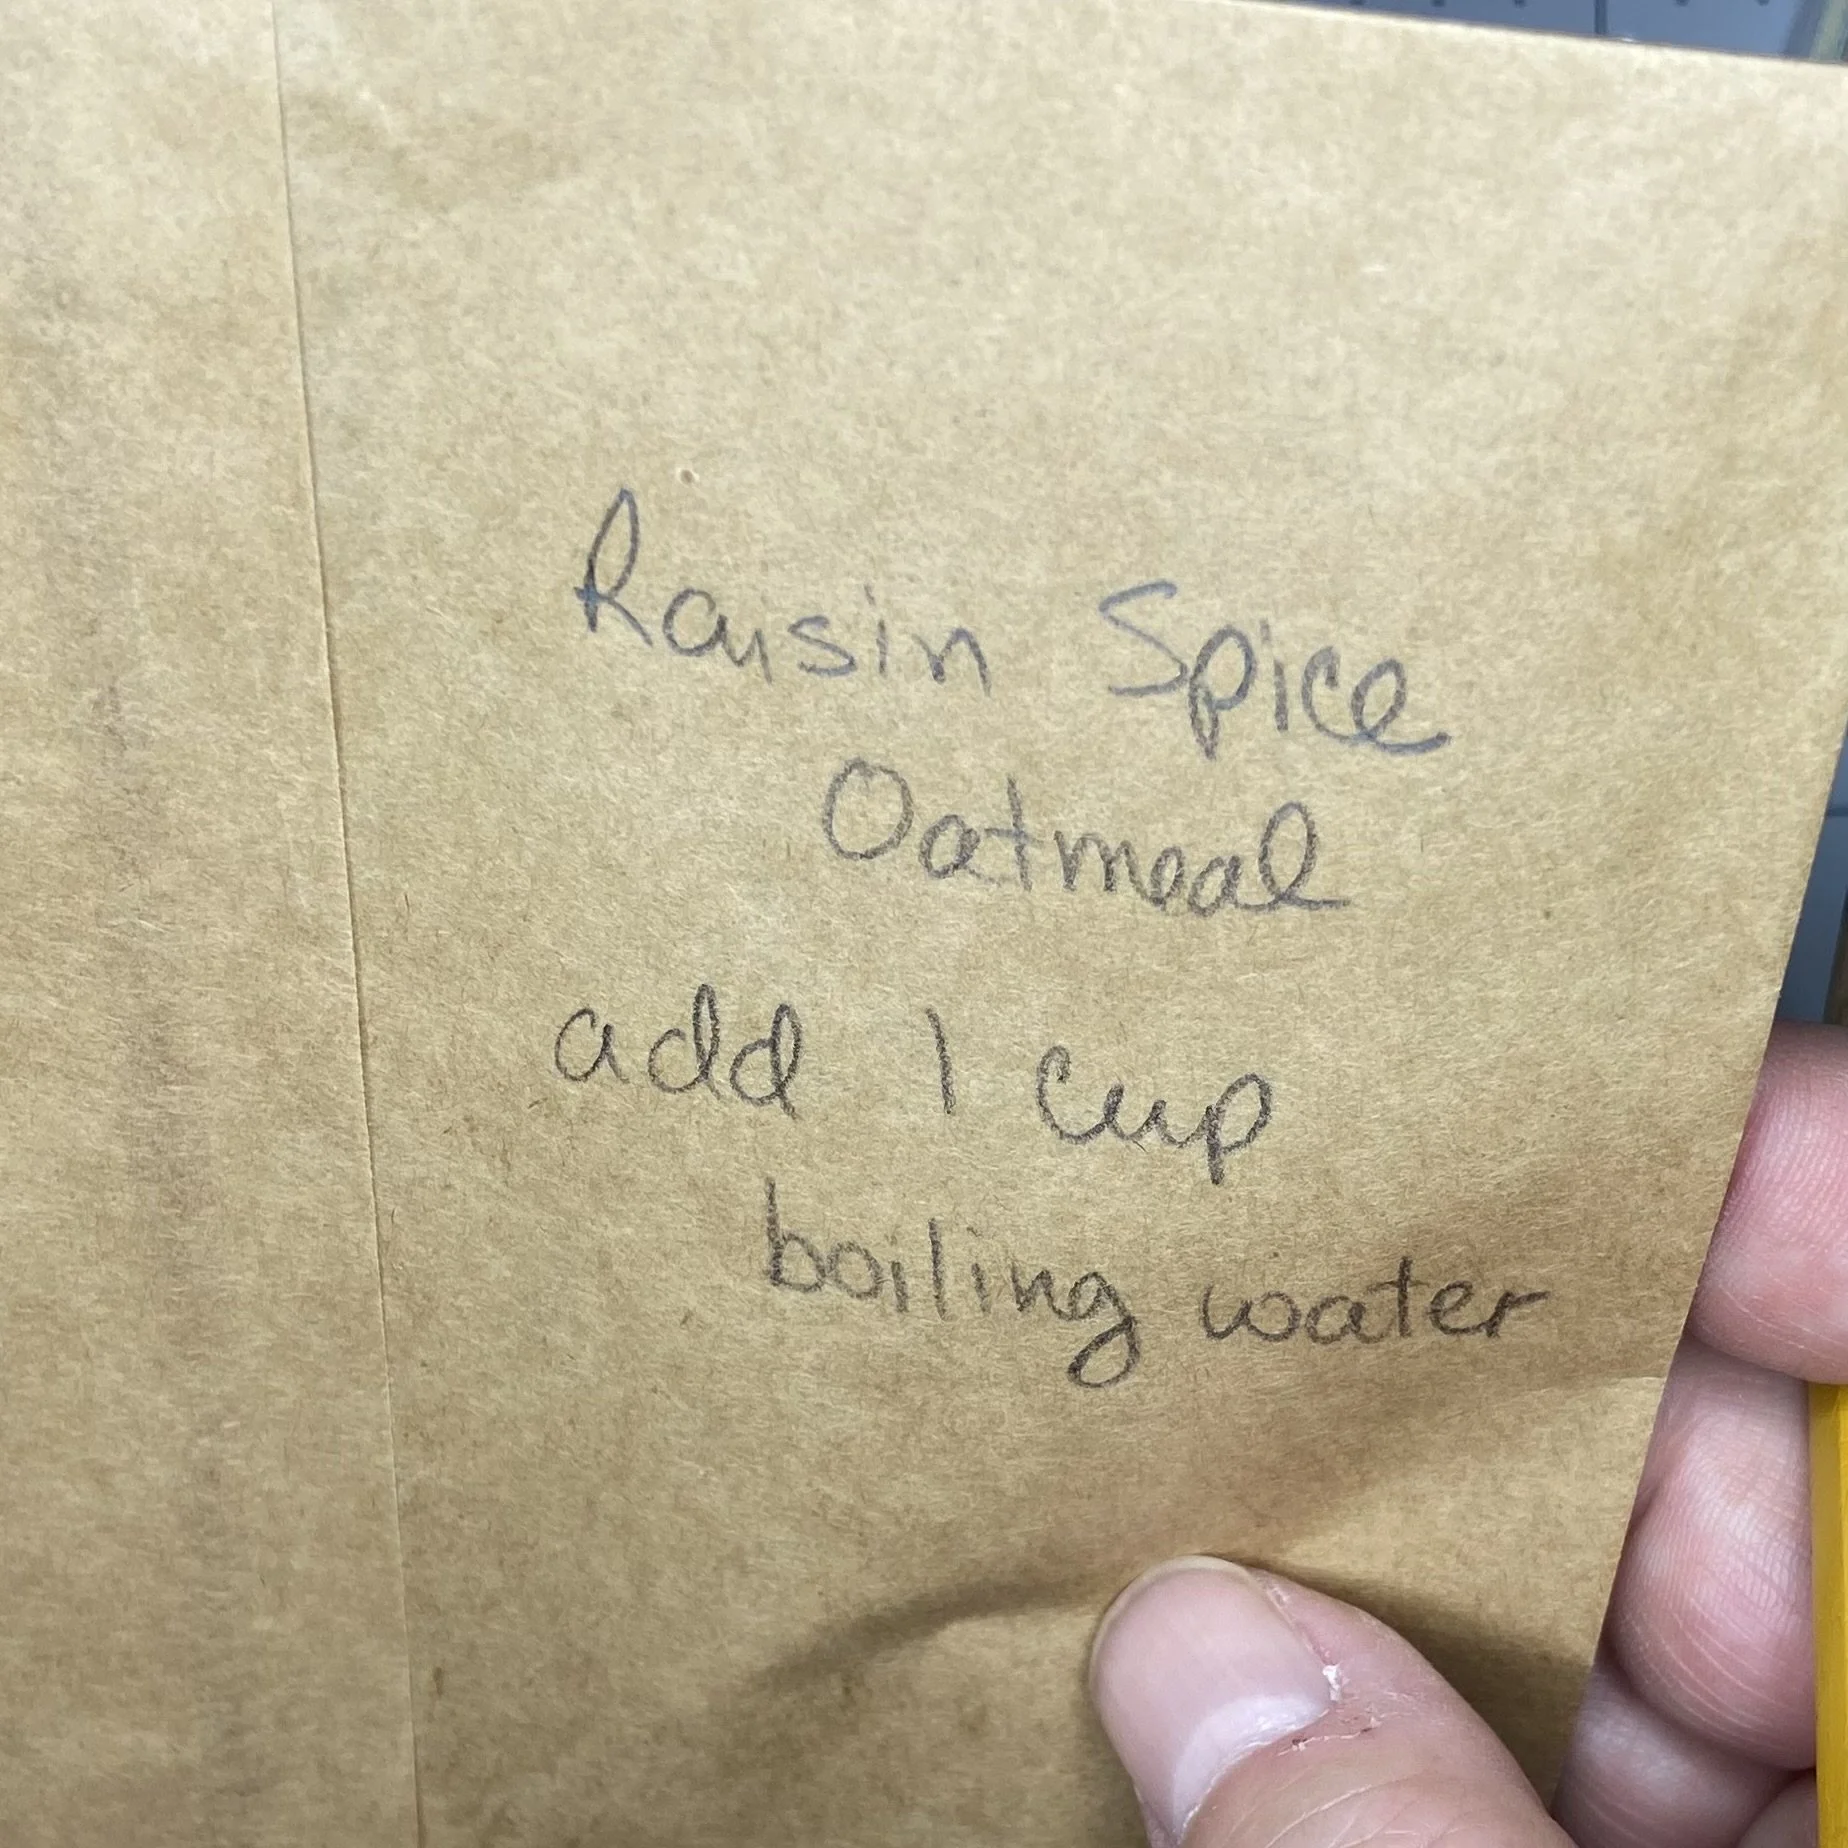 Raisin Spice
Oatmeal
add 1 cup
boiling water